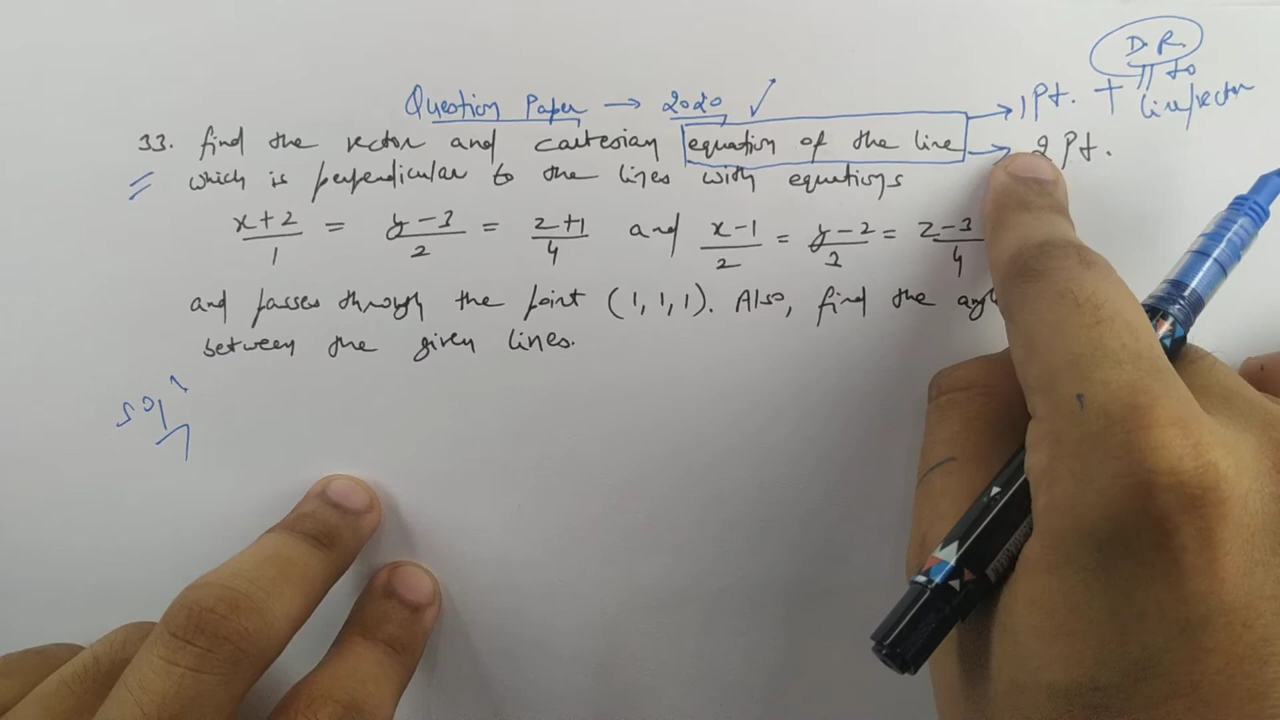 D.R.
Question Paper → 2020 ✓
1 Pt. + || to line/vector
33. find the vector and cartesian equation of the line → 2 Pt.
which is perpendicular to the lines with equations
x+2/1 = y-3/2 = z+1/4 and x-1/2 = y-2/3 = z-3/4
and passes through the point (1, 1, 1). Also, find the
between the given lines.
Solⁿ